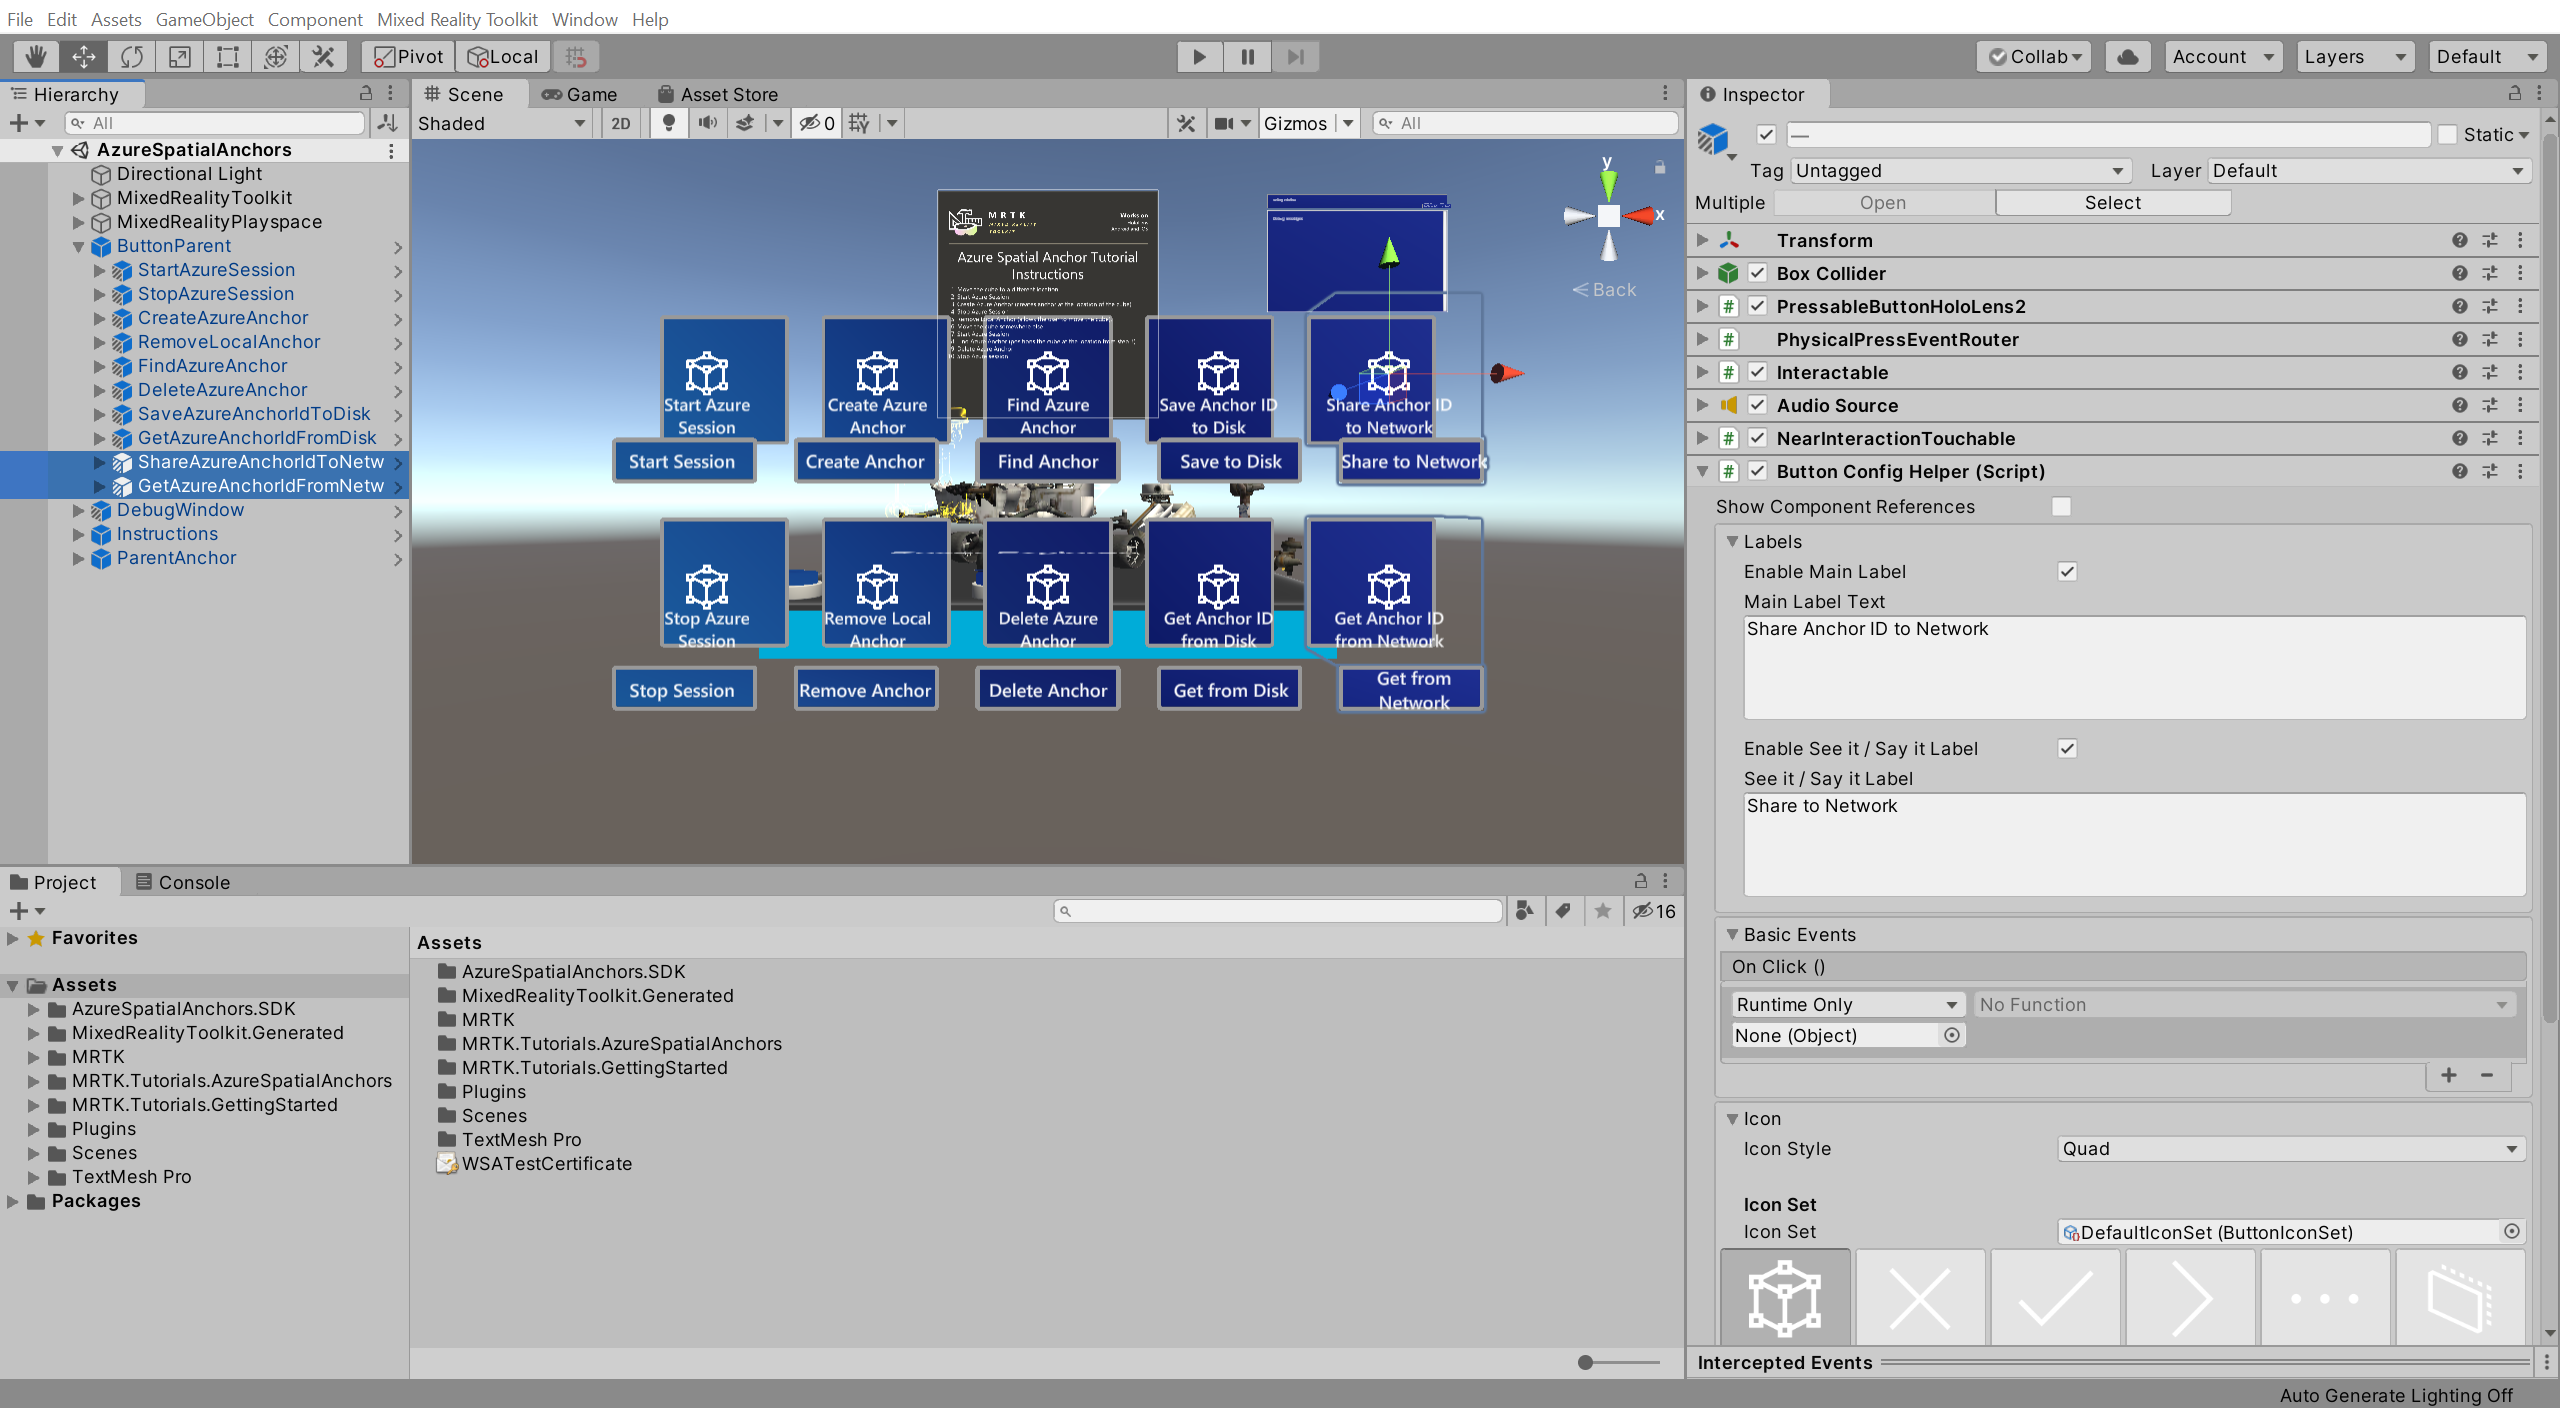 File Edit Assets GameObject Component Mixed Reality Toolkit Window Help
Pivot Local Collab Account Layers Default
Hierarchy
All
AzureSpatialAnchors
Directional Light
MixedRealityToolkit
MixedRealityPlayspace
ButtonParent
StartAzureSession
StopAzureSession
CreateAzureAnchor
RemoveLocalAnchor
FindAzureAnchor
DeleteAzureAnchor
SaveAzureAnchorIdToDisk
GetAzureAnchorIdFromDisk
ShareAzureAnchorIdToNetw
GetAzureAnchorIdFromNetw
DebugWindow
Instructions
ParentAnchor
Scene Game Asset Store
Shaded 2D 0 Gizmos All
y
x
Back
MRTK
MIXED REALITY
TOOLKIT
Works on
Azure Spatial Anchor Tutorial
Instructions
Start Azure
Session
Create Azure
Anchor
Find Azure
Anchor
Save Anchor ID
to Disk
Share Anchor ID
to Network
Start Session
Create Anchor
Find Anchor
Save to Disk
Share to Network
Stop Azure
Session
Remove Local
Anchor
Delete Azure
Anchor
Get Anchor ID
from Disk
Get Anchor ID
from Network
Stop Session
Remove Anchor
Delete Anchor
Get from Disk
Get from
Network
Inspector
— Static
Tag Untagged Layer Default
Multiple Open Select
Transform
Box Collider
PressableButtonHoloLens2
PhysicalPressEventRouter
Interactable
Audio Source
NearInteractionTouchable
Button Config Helper (Script)
Show Component References
Labels
Enable Main Label
Main Label Text
Share Anchor ID to Network
Enable See it / Say it Label
See it / Say it Label
Share to Network
Basic Events
On Click ()
Runtime Only No Function
None (Object)
Icon
Icon Style Quad
Icon Set
Icon Set DefaultIconSet (ButtonIconSet)
Intercepted Events
Project Console
16
Favorites
Assets
AzureSpatialAnchors.SDK
MixedRealityToolkit.Generated
MRTK
MRTK.Tutorials.AzureSpatialAnchors
MRTK.Tutorials.GettingStarted
Plugins
Scenes
TextMesh Pro
Packages
Assets
AzureSpatialAnchors.SDK
MixedRealityToolkit.Generated
MRTK
MRTK.Tutorials.AzureSpatialAnchors
MRTK.Tutorials.GettingStarted
Plugins
Scenes
TextMesh Pro
WSATestCertificate
Auto Generate Lighting Off